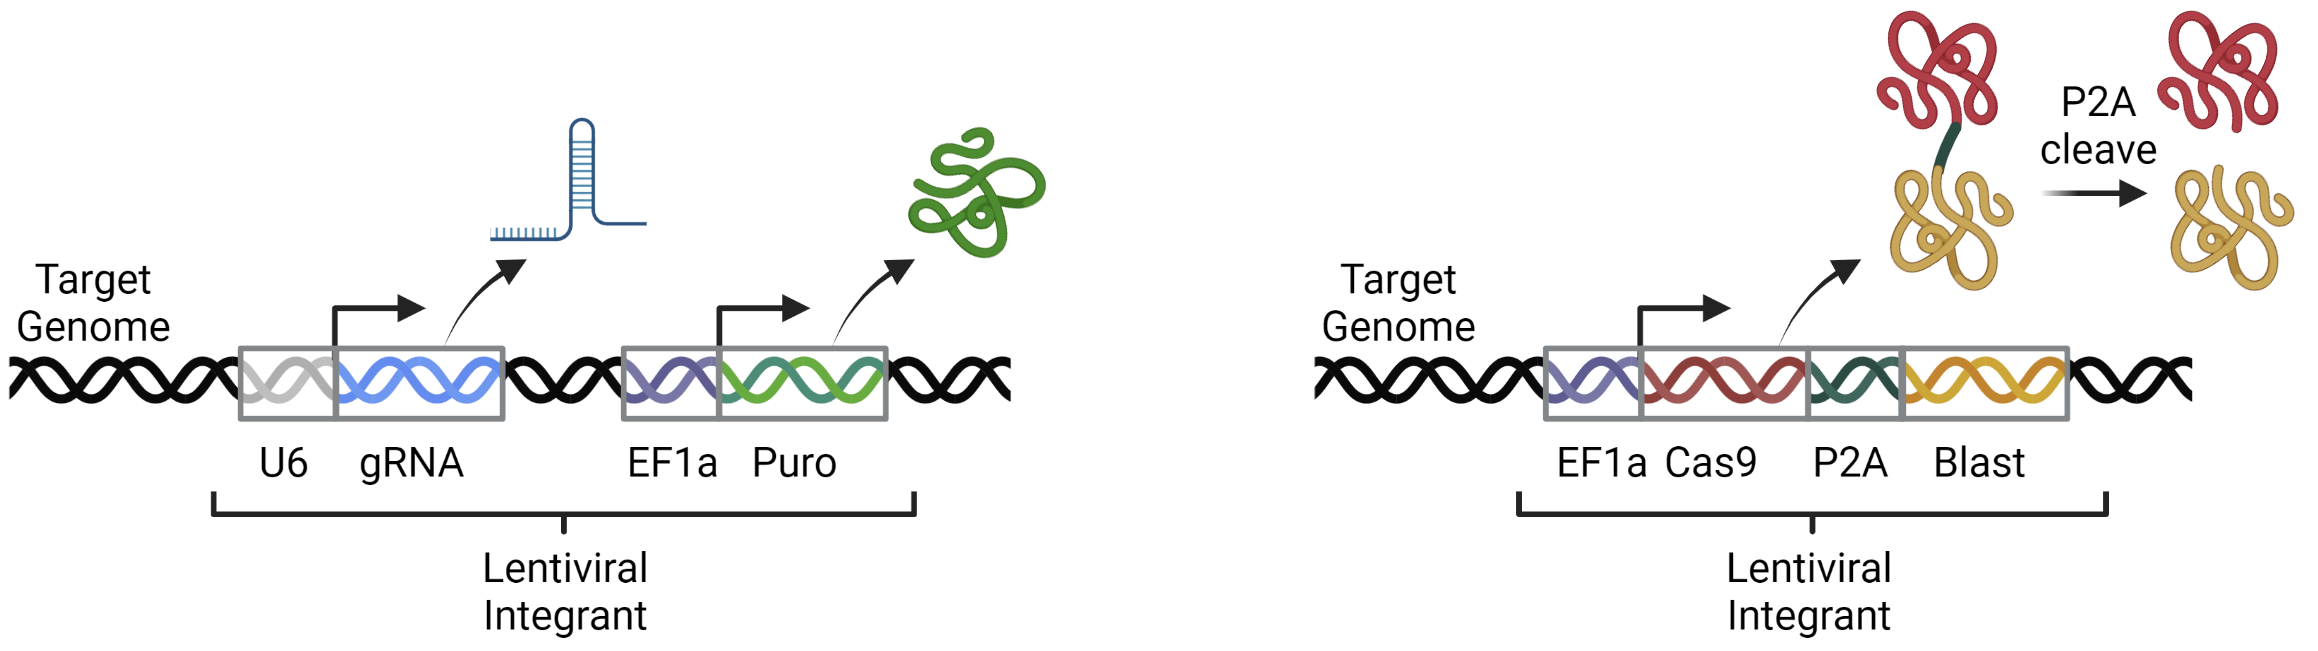 Target
Genome
U6
gRNA
EF1a
Puro
Lentiviral
Integrant
P2A
cleave
Target
Genome
EF1a
Cas9
P2A
Blast
Lentiviral
Integrant